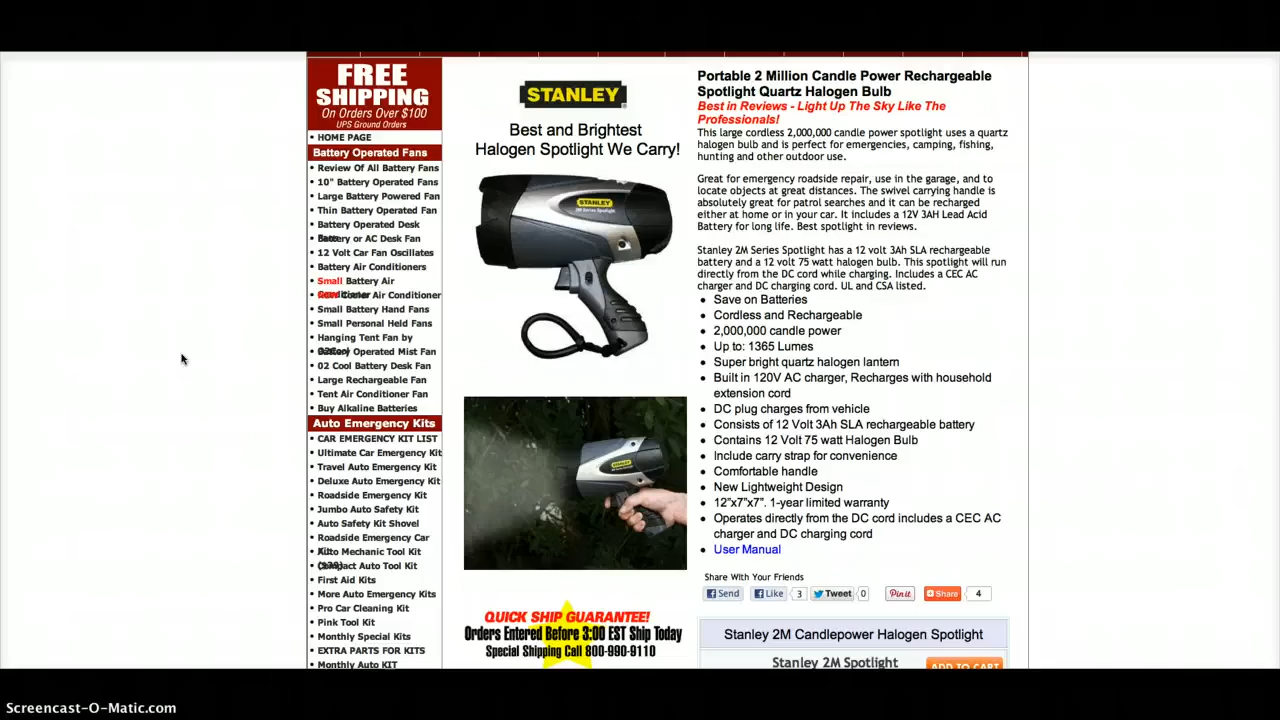 FREE
SHIPPING
On Orders Over $100
UPS Ground Orders
• HOME PAGE
Battery Operated Fans
• Review Of All Battery Fans
• 10" Battery Operated Fans
• Large Battery Powered Fan
• Thin Battery Operated Fan
• Battery Operated Desk
• Battery or AC Desk Fan
• 12 Volt Car Fan Oscillates
• Battery Air Conditioners
• Small Battery Air
• Cooler Air Conditioner
• Small Battery Hand Fans
• Small Personal Held Fans
• Hanging Tent Fan by
• Battery Operated Mist Fan
• 02 Cool Battery Desk Fan
• Large Rechargeable Fan
• Tent Air Conditioner Fan
• Buy Alkaline Batteries
Auto Emergency Kits
• CAR EMERGENCY KIT LIST
• Ultimate Car Emergency Kit
• Travel Auto Emergency Kit
• Deluxe Auto Emergency Kit
• Roadside Emergency Kit
• Jumbo Auto Safety Kit
• Auto Safety Kit Shovel
• Roadside Emergency Car
• Auto Mechanic Tool Kit
• Compact Auto Tool Kit
• First Aid Kits
• More Auto Emergency Kits
• Pro Car Cleaning Kit
• Pink Tool Kit
• Monthly Special Kits
• EXTRA PARTS FOR KITS
• Monthly Auto KIT
STANLEY
Best and Brightest
Halogen Spotlight We Carry!
STANLEY
STANLEY
QUICK SHIP GUARANTEE!
Orders Entered Before 3:00 EST Ship Today
Special Shipping Call 800-990-9110
Portable 2 Million Candle Power Rechargeable
Spotlight Quartz Halogen Bulb
Best in Reviews - Light Up The Sky Like The
Professionals!
This large cordless 2,000,000 candle power spotlight uses a quartz
halogen bulb and is perfect for emergencies, camping, fishing,
hunting and other outdoor use.
Great for emergency roadside repair, use in the garage, and to
locate objects at great distances. The swivel carrying handle is
absolutely great for patrol searches and it can be recharged
either at home or in your car. It includes a 12V 3AH Lead Acid
Battery for long life. Best spotlight in reviews.
Stanley 2M Series Spotlight has a 12 volt 3Ah SLA rechargeable
battery and a 12 volt 75 watt halogen bulb. This spotlight will run
directly from the DC cord while charging. Includes a CEC AC
charger and DC charging cord. UL and CSA listed.
• Save on Batteries
• Cordless and Rechargeable
• 2,000,000 candle power
• Up to: 1365 Lumes
• Super bright quartz halogen lantern
• Built in 120V AC charger, Recharges with household
extension cord
• DC plug charges from vehicle
• Consists of 12 Volt 3Ah SLA rechargeable battery
• Contains 12 Volt 75 watt Halogen Bulb
• Include carry strap for convenience
• Comfortable handle
• New Lightweight Design
• 12"x7"x7". 1-year limited warranty
• Operates directly from the DC cord includes a CEC AC
charger and DC charging cord
• User Manual
Share With Your Friends
Send Like 3 Tweet 0 Pin it Share 4
Stanley 2M Candlepower Halogen Spotlight
Stanley 2M Spotlight
ADD TO CART
Screencast-O-Matic.com